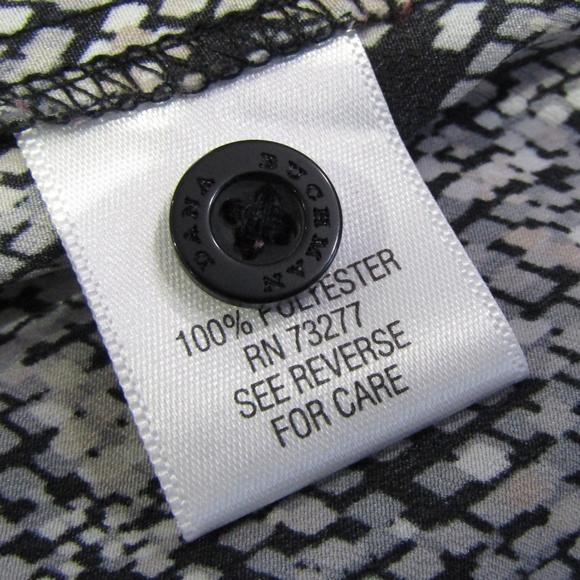 DANA BUCHMAN
100% POLYESTER
RN 73277
SEE REVERSE
FOR CARE